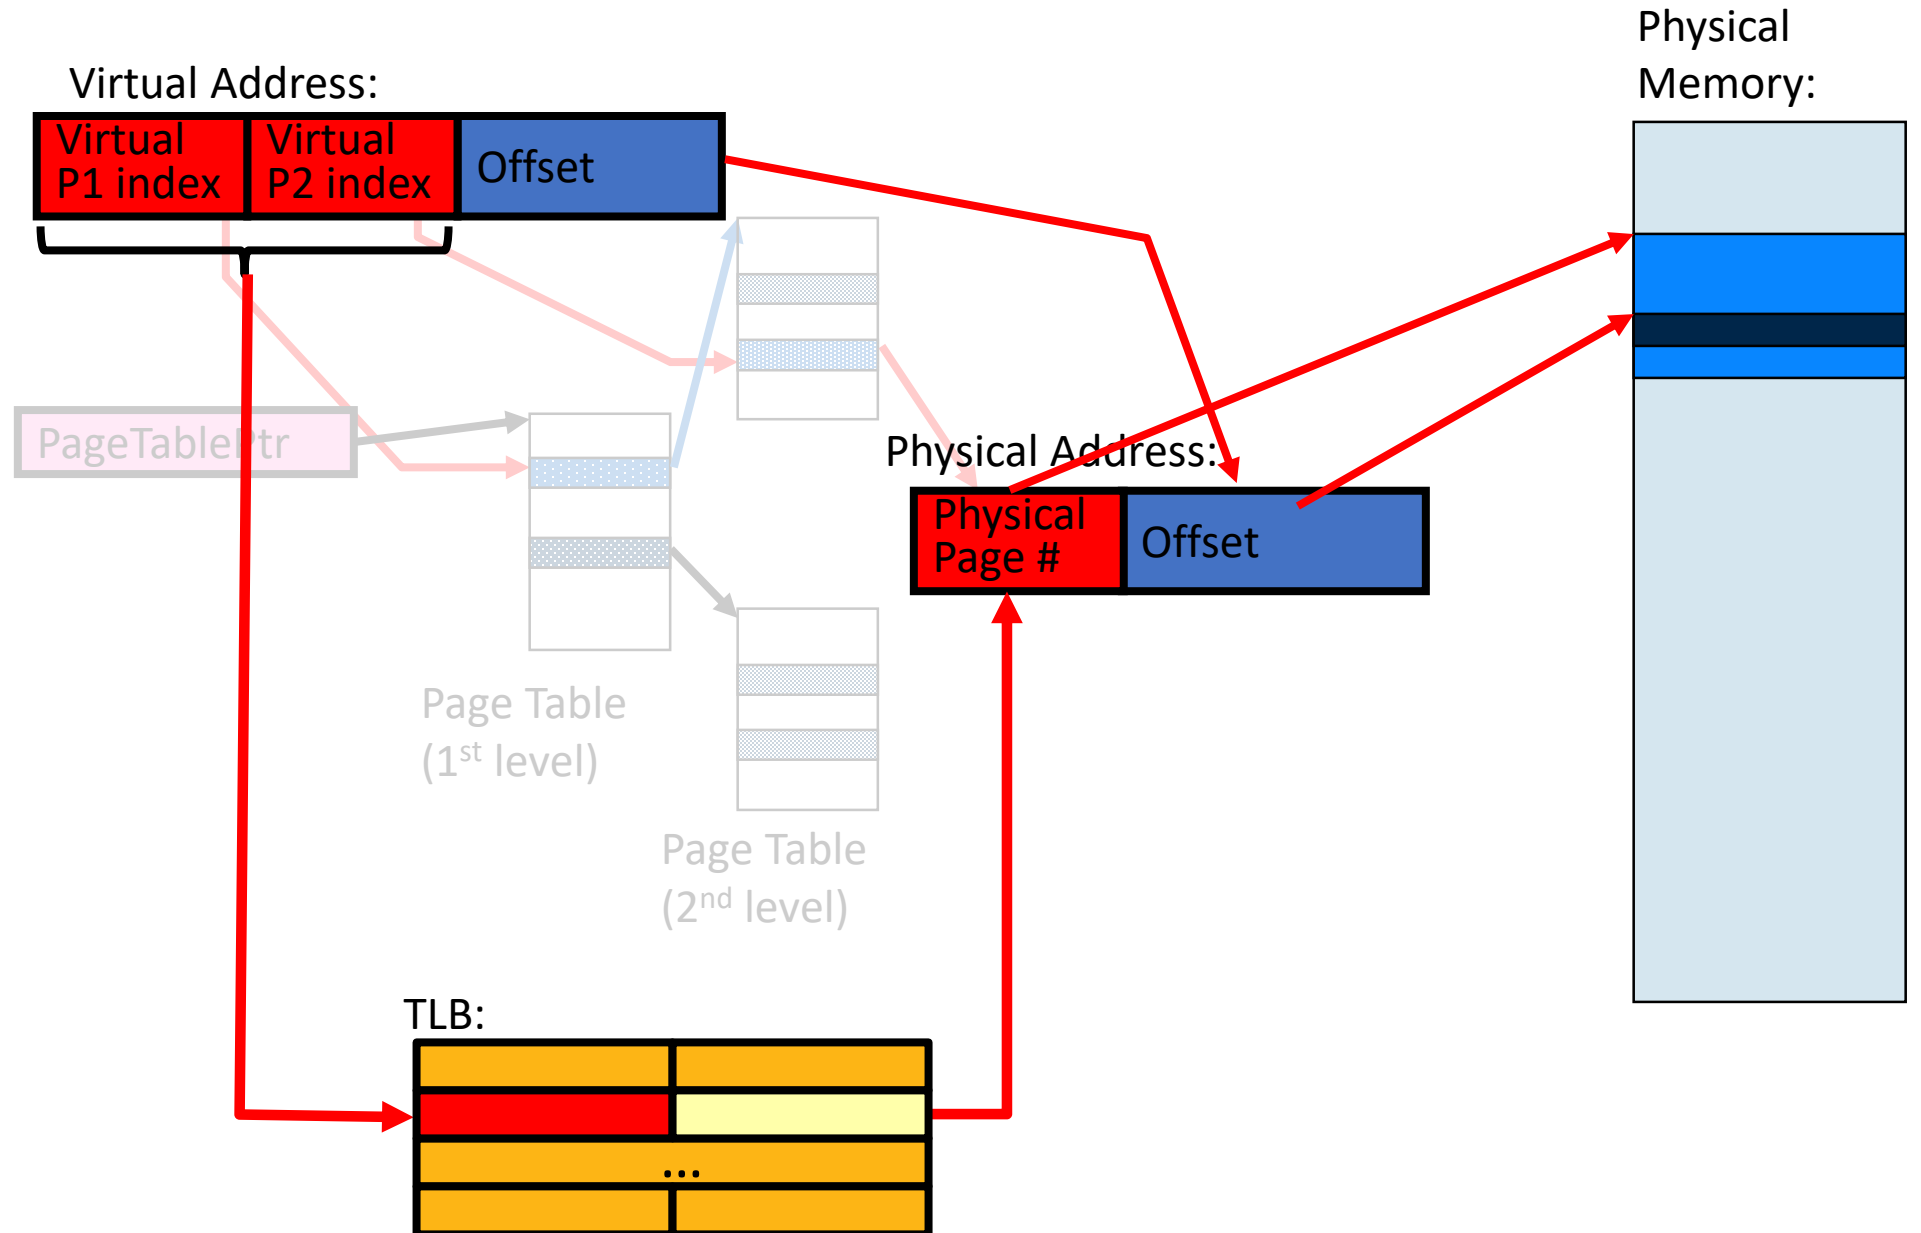 Physical
Memory:
Virtual Address:
Virtual
P1 index
Virtual
P2 index
Offset
PageTablePtr
Physical Address:
Physical
Page #
Offset
Page Table
(1st level)
Page Table
(2nd level)
TLB:
...